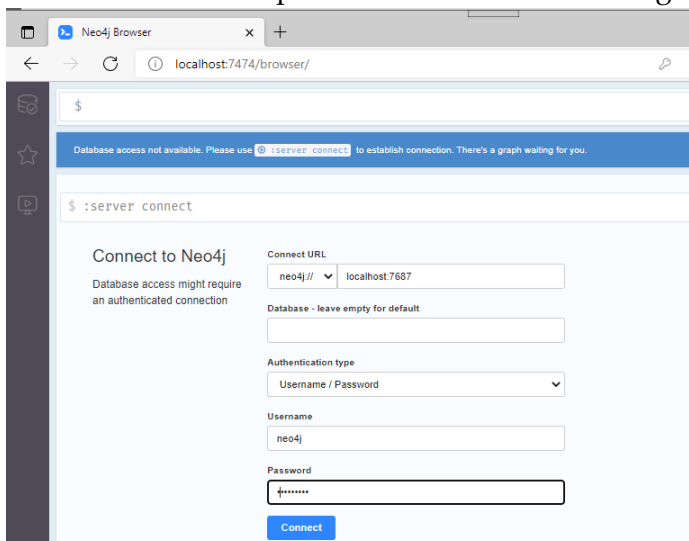 Neo4j Browser
localhost:7474/browser/
$
Database access not available. Please use :server connect to establish connection. There's a graph waiting for you.
$ :server connect
Connect to Neo4j
Database access might require
an authenticated connection
Connect URL
neo4j:// localhost:7687
Database - leave empty for default
Authentication type
Username / Password
Username
neo4j
Password
Connect